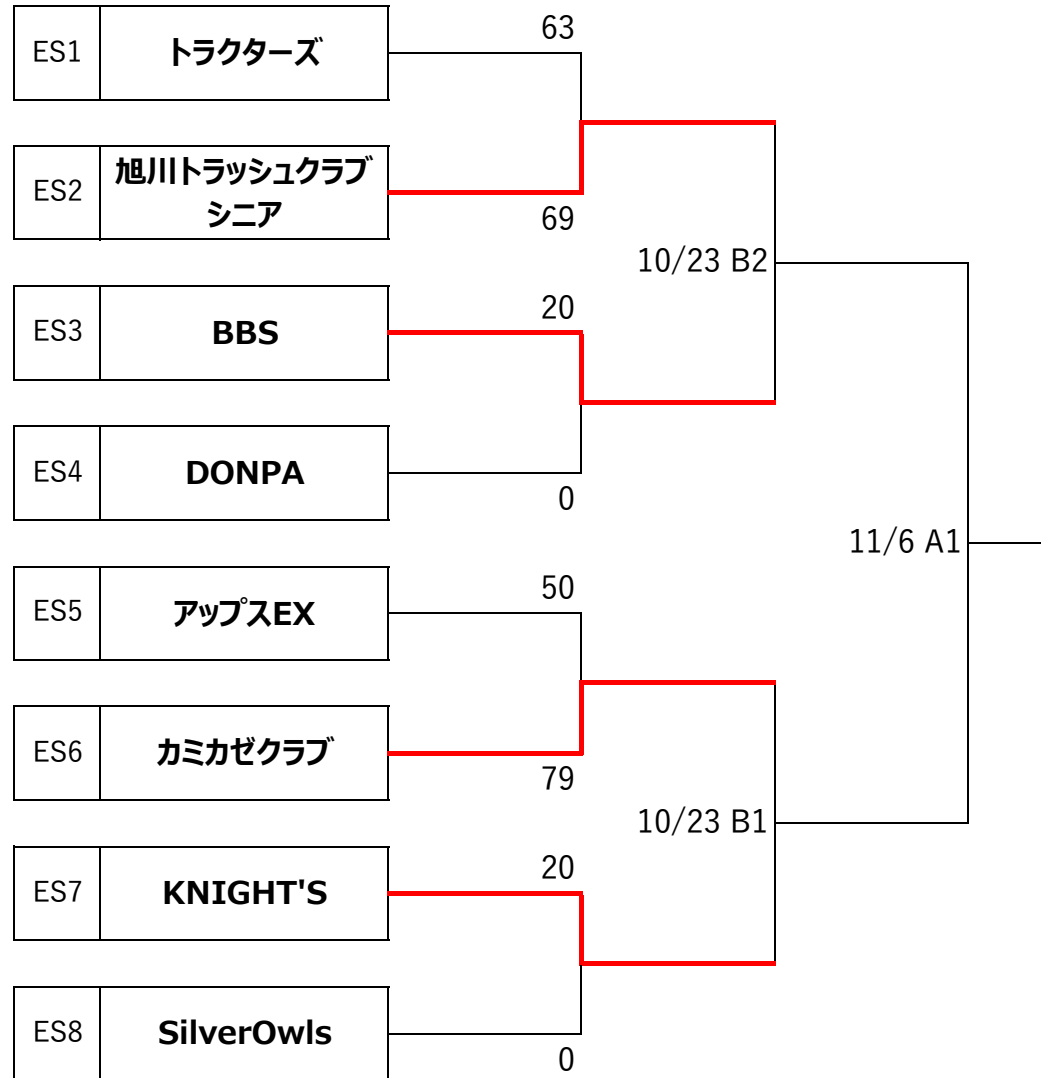 ES1 トラクターズ 63
ES2 旭川トラッシュクラブ
シニア 69
10/23 B2
ES3 BBS 20
ES4 DONPA 0
11/6 A1
ES5 アップスEX 50
ES6 カミカゼクラブ 79
10/23 B1
ES7 KNIGHT'S 20
ES8 SilverOwls 0